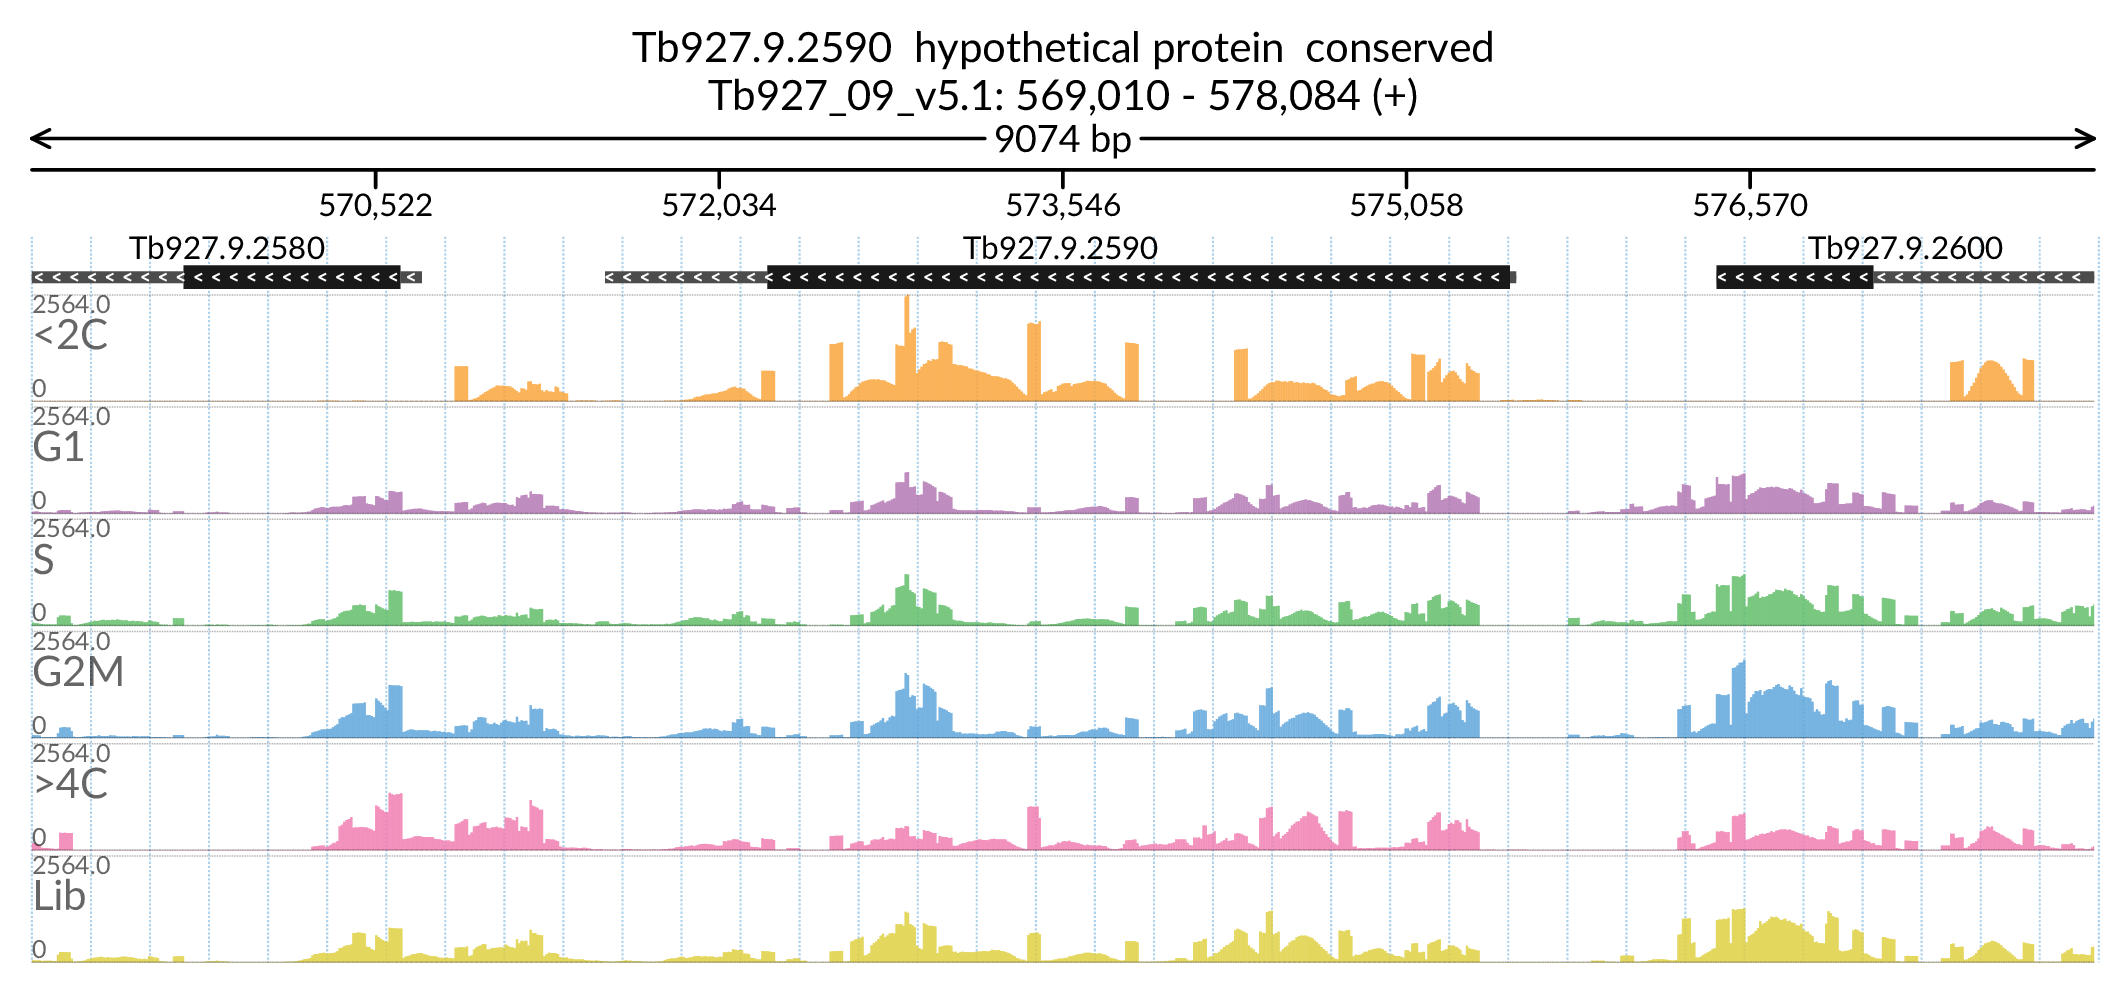 Tb927.9.2590  hypothetical protein  conserved
Tb927_09_v5.1: 569,010 - 578,084 (+)
9074 bp
570,522 572,034 573,546 575,058 576,570
Tb927.9.2580 Tb927.9.2590 Tb927.9.2600
2564.0
<2C
0
2564.0
G1
0
2564.0
S
0
2564.0
G2M
0
2564.0
>4C
0
2564.0
Lib
0